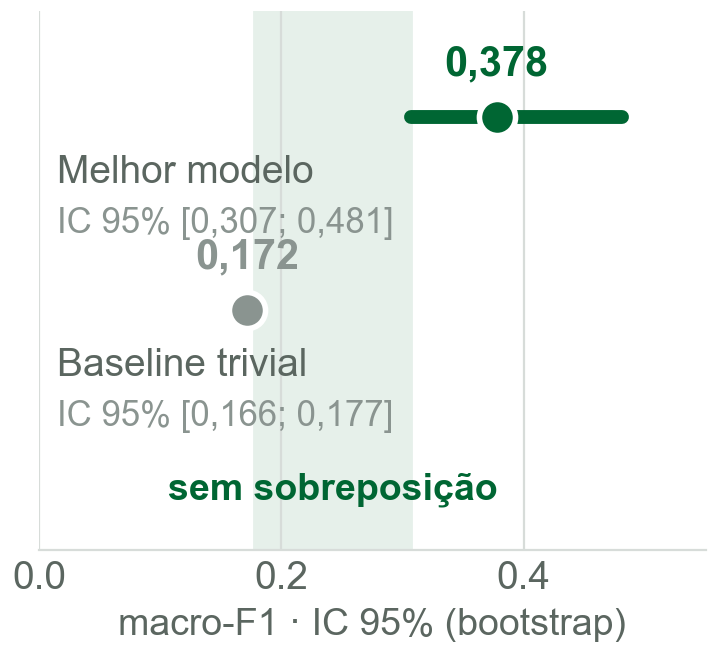 0,378
Melhor modelo
IC 95% [0,307; 0,481]
0,172
Baseline trivial
IC 95% [0,166; 0,177]
sem sobreposição
0.0 0.2 0.4
macro-F1 · IC 95% (bootstrap)